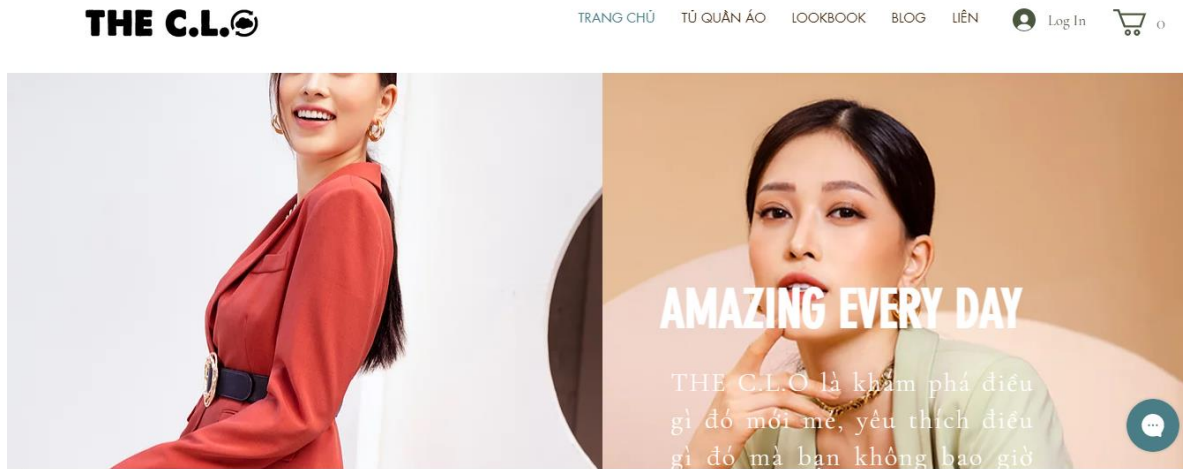 THE C.L.O
TRANG CHỦ TỦ QUẦN ÁO LOOKBOOK BLOG LIÊN Log In 0
AMAZING EVERY DAY
THE C.L.O là khám phá điều
gì đó mới mẻ, yêu thích điều
gì đó mà bạn không bao giờ